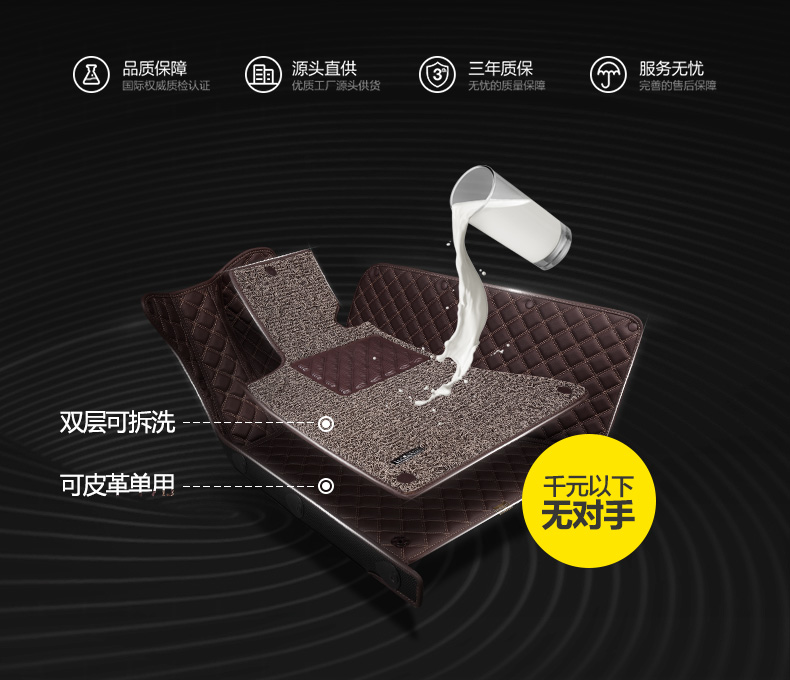 品质保障
国际权威质检认证
源头直供
优质工厂源头供货
3年
三年质保
无忧的质量保障
服务无忧
完善的售后保障
双层可拆洗
可皮革单用
千元以下
无对手